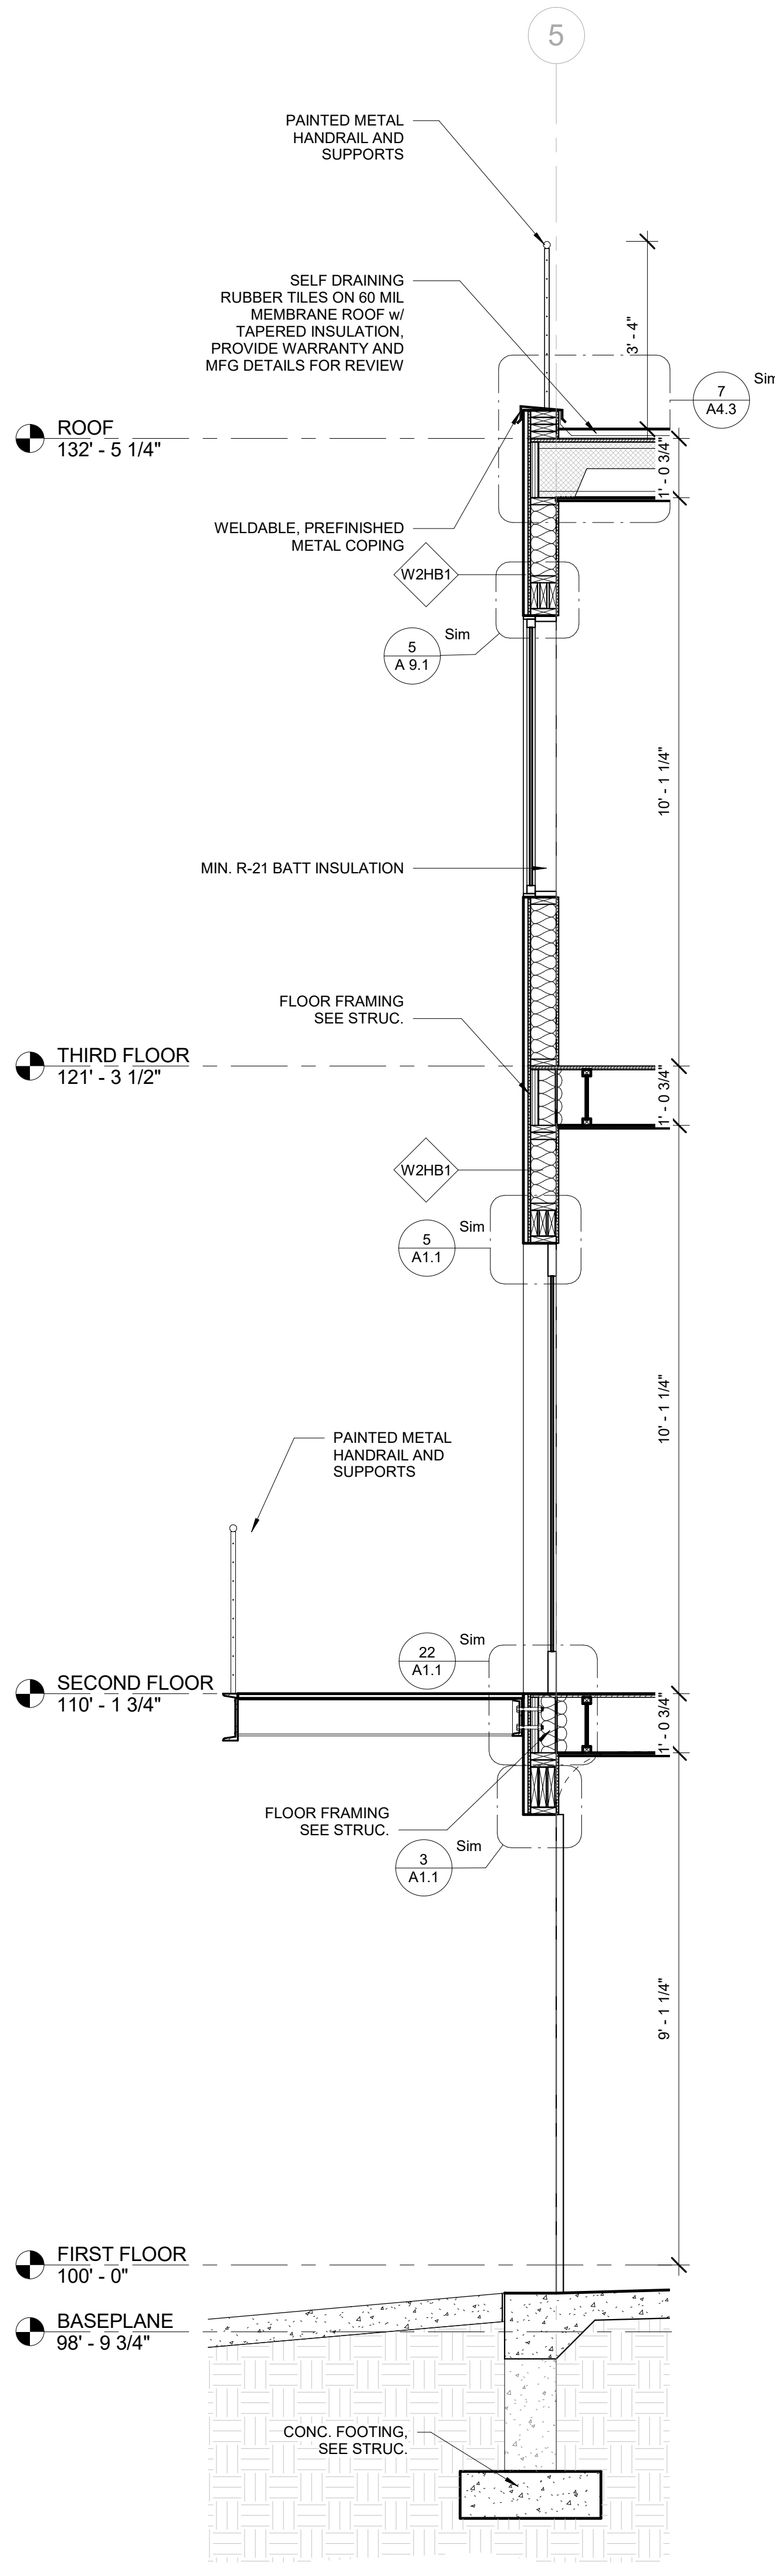 5
PAINTED METAL
HANDRAIL AND
SUPPORTS
SELF DRAINING
RUBBER TILES ON 60 MIL
MEMBRANE ROOF w/
TAPERED INSULATION,
PROVIDE WARRANTY AND
MFG DETAILS FOR REVIEW
3' - 4"
Sim
7
A4.3
ROOF
132' - 5 1/4"
1' - 0 3/4"
WELDABLE, PREFINISHED
METAL COPING
W2HB1
Sim
5
A 9.1
10' - 1 1/4"
MIN. R-21 BATT INSULATION
FLOOR FRAMING
SEE STRUC.
THIRD FLOOR
121' - 3 1/2"
1' - 0 3/4"
W2HB1
Sim
5
A1.1
10' - 1 1/4"
PAINTED METAL
HANDRAIL AND
SUPPORTS
Sim
22
A1.1
SECOND FLOOR
110' - 1 3/4"
1' - 0 3/4"
FLOOR FRAMING
SEE STRUC.
Sim
3
A1.1
9' - 1 1/4"
FIRST FLOOR
100' - 0"
BASEPLANE
98' - 9 3/4"
CONC. FOOTING,
SEE STRUC.